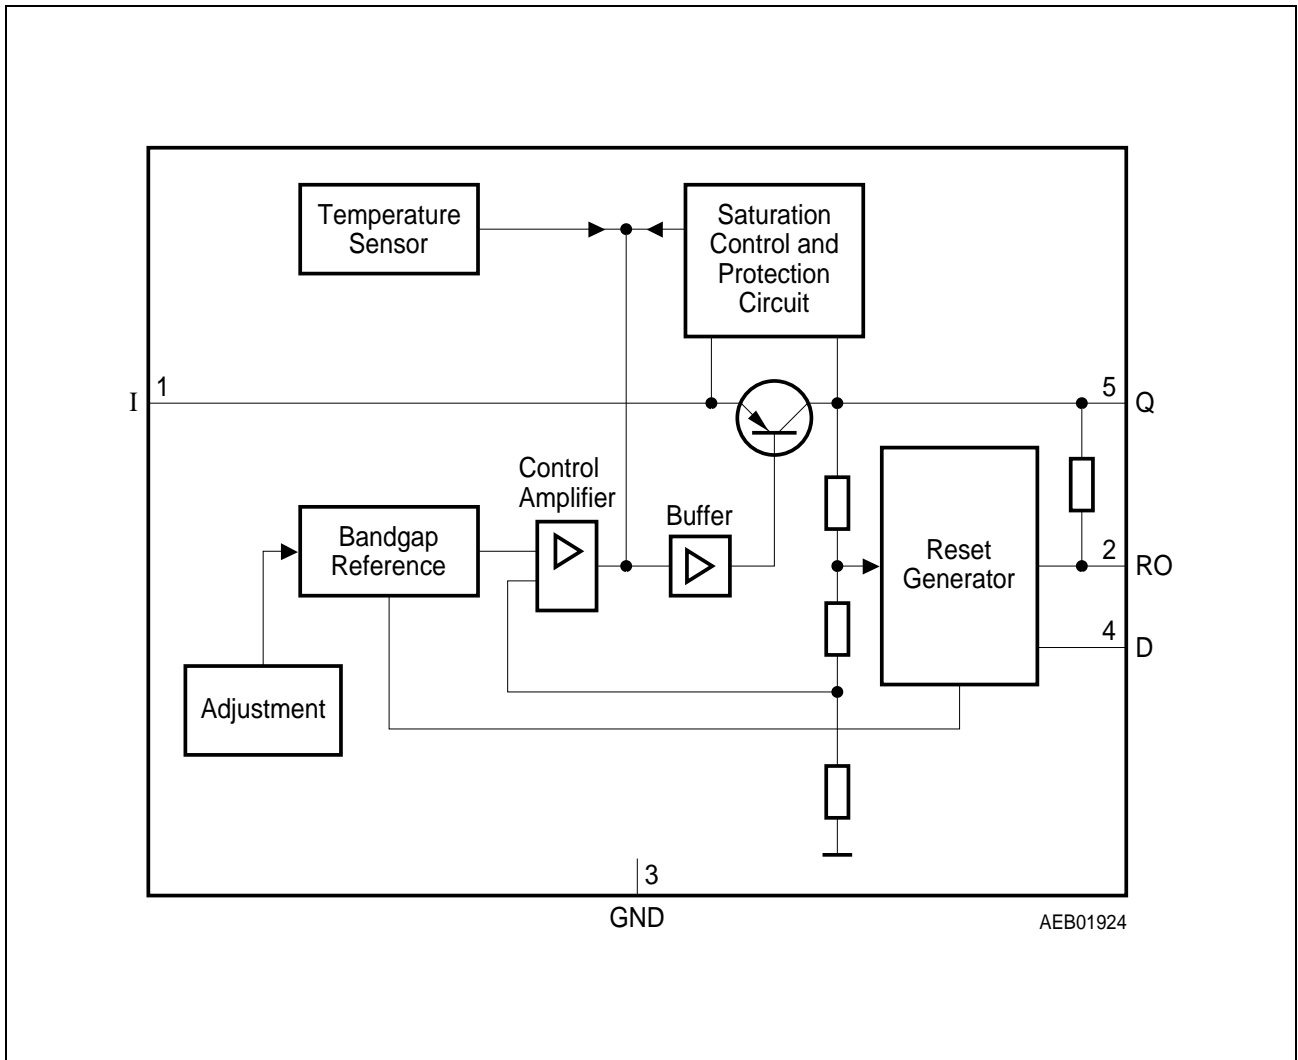 Temperature
Sensor
Saturation
Control and
Protection
Circuit
I
1
5
Q
Control
Amplifier
Buffer
Bandgap
Reference
Reset
Generator
2
RO
4
D
Adjustment
3
GND
AEB01924